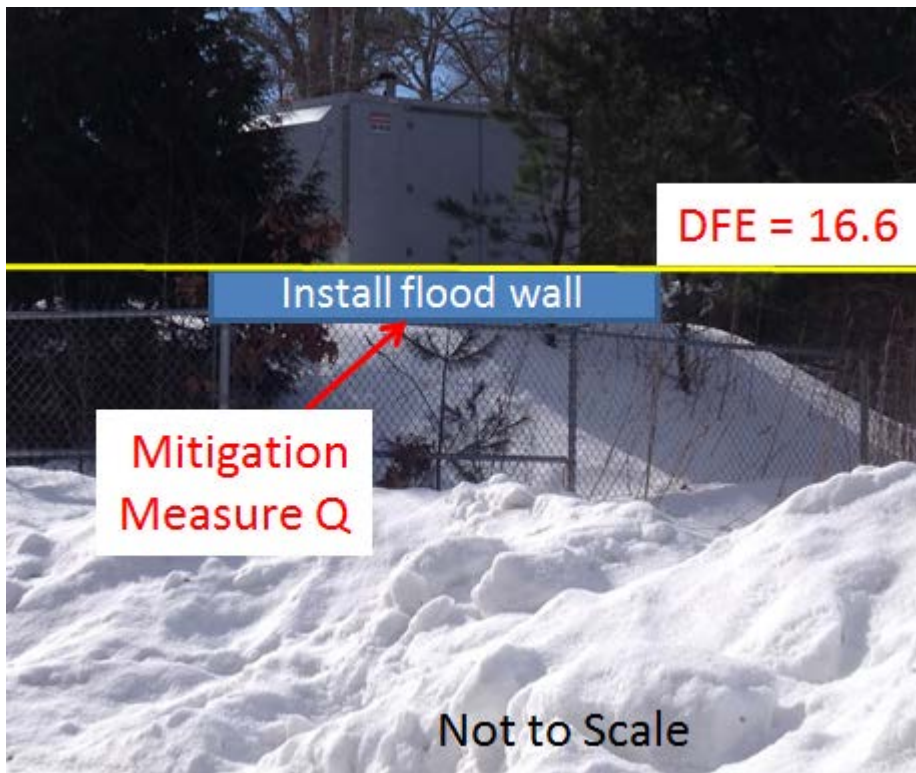 DFE = 16.6
Install flood wall
Mitigation
Measure Q
Not to Scale